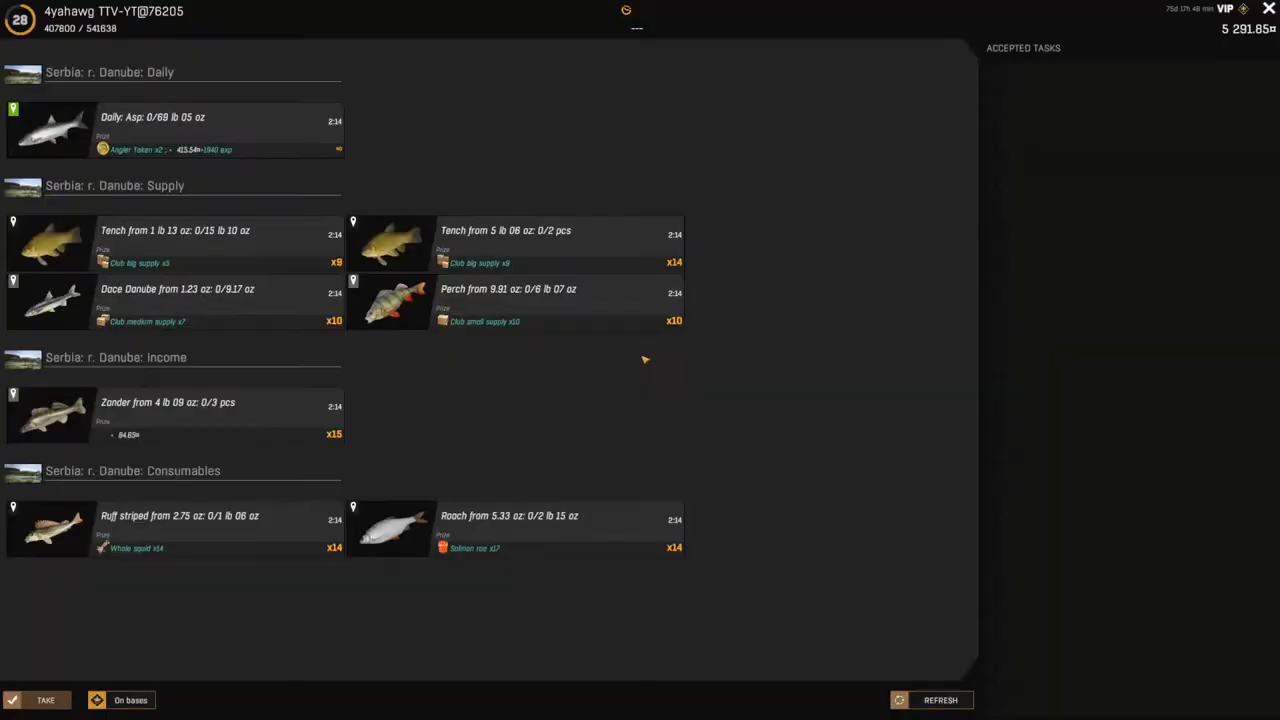 28
4yahawg TTV-YT@76205
407800 / 541638
---
75d 17h 48 min VIP
5 291.85¤
ACCEPTED TASKS
Serbia: r. Danube: Daily
Daily: Asp: 0/69 lb 05 oz
2:14
Prize
Angler Token x2 ; • 415.54¤+1940 exp
Serbia: r. Danube: Supply
Tench from 1 lb 13 oz: 0/15 lb 10 oz
2:14
Prize
Club big supply x5
x9
Tench from 5 lb 06 oz: 0/2 pcs
2:14
Prize
Club big supply x9
x14
Dace Danube from 1.23 oz: 0/9.17 oz
2:14
Prize
Club medium supply x7
x10
Perch from 9.91 oz: 0/6 lb 07 oz
2:14
Prize
Club small supply x10
x10
Serbia: r. Danube: Income
Zander from 4 lb 09 oz: 0/3 pcs
2:14
Prize
• 84.65¤
x15
Serbia: r. Danube: Consumables
Ruff striped from 2.75 oz: 0/1 lb 06 oz
2:14
Prize
Whole squid x14
x14
Roach from 5.33 oz: 0/2 lb 15 oz
2:14
Prize
Salmon roe x17
x14
TAKE
On bases
REFRESH